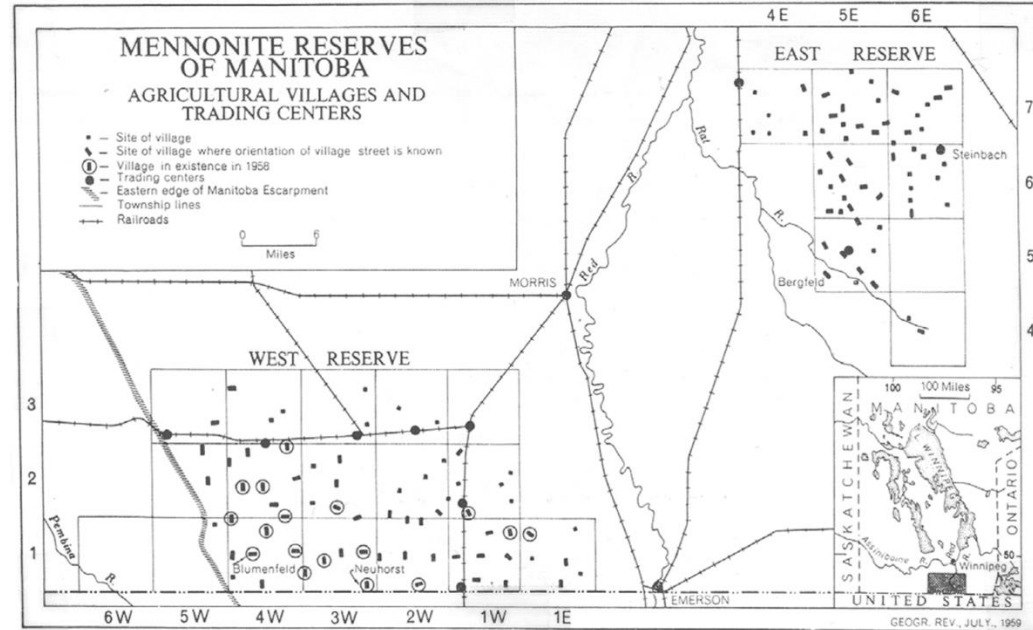 MENNONITE RESERVES
OF MANITOBA
AGRICULTURAL VILLAGES AND
TRADING CENTERS
— Site of village
— Site of village where orientation of village street is known
— Village in existence in 1958
— Trading centers
— Eastern edge of Manitoba Escarpment
— Township lines
— Railroads
0 6
Miles
4E 5E 6E
EAST RESERVE
7
6
5
4
Rat
R.
Steinbach
Bergfeld
Red
R.
MORRIS
WEST RESERVE
3
2
1
Pembina
R.
Blumenfeld
Neuhorst
EMERSON
6W 5W 4W 3W 2W 1W 1E
100 100 Miles 95
MANITOBA
SASKATCHEWAN
ONTARIO
L. WINNIPEG
Assiniboine
R.
Red
R.
Winnipeg
50
UNITED STATES
GEOGR. REV., JULY., 1959